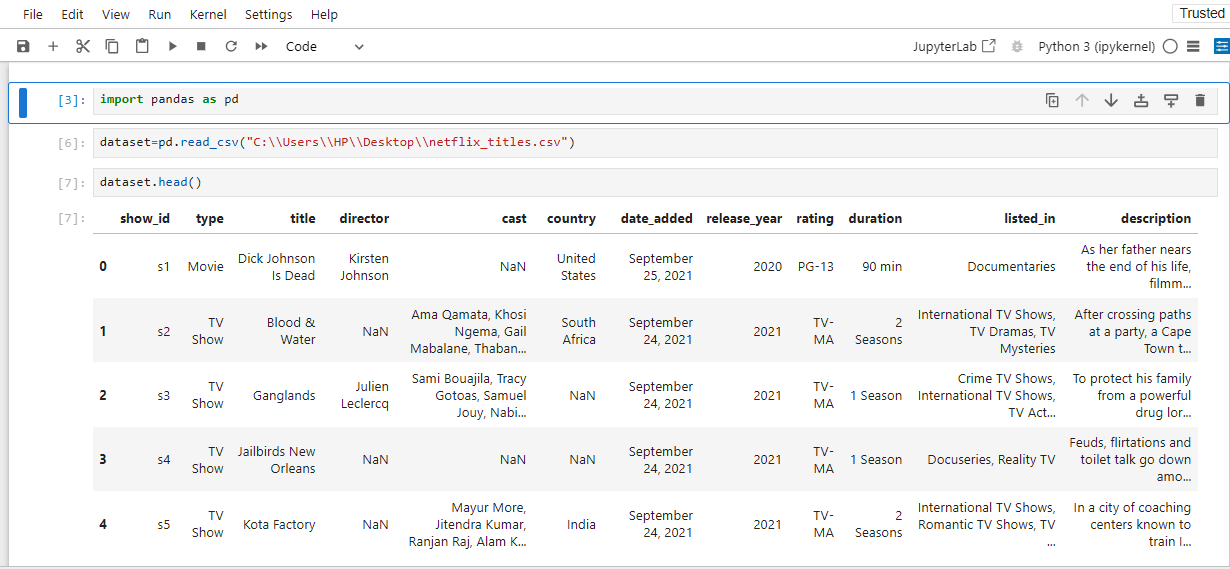 File Edit View Run Kernel Settings Help Trusted
Code JupyterLab Python 3 (ipykernel)
[3]: import pandas as pd
[6]: dataset=pd.read_csv("C:\\Users\\HP\\Desktop\\netflix_titles.csv")
[7]: dataset.head()
[7]: show_id type title director cast country date_added release_year rating duration listed_in description
As her father nears
Dick Johnson Kirsten United September
0 s1 Movie NaN 2020 PG-13 90 min Documentaries the end of his life,
Is Dead Johnson States 25, 2021
filmm...
Ama Qamata, Khosi International TV Shows, After crossing paths
TV Blood & South September TV- 2
1 s2 NaN Ngema, Gail 2021 TV Dramas, TV at a party, a Cape
Show Water Africa 24, 2021 MA Seasons
Mabalane, Thaban... Mysteries Town t...
Sami Bouajila, Tracy Crime TV Shows, To protect his family
TV Julien September TV-
2 s3 Ganglands Gotoas, Samuel NaN 2021 1 Season International TV Shows, from a powerful
Show Leclercq 24, 2021 MA
Jouy, Nabi... TV Act... drug lor...
Feuds, flirtations and
TV Jailbirds New September TV-
3 s4 NaN NaN NaN 2021 1 Season Docuseries, Reality TV toilet talk go down
Show Orleans 24, 2021 MA
amo...
Mayur More, International TV Shows, In a city of coaching
TV September TV- 2
4 s5 Kota Factory NaN Jitendra Kumar, India 2021 Romantic TV Shows, TV centers known to
Show 24, 2021 MA Seasons
Ranjan Raj, Alam K... ... train I...